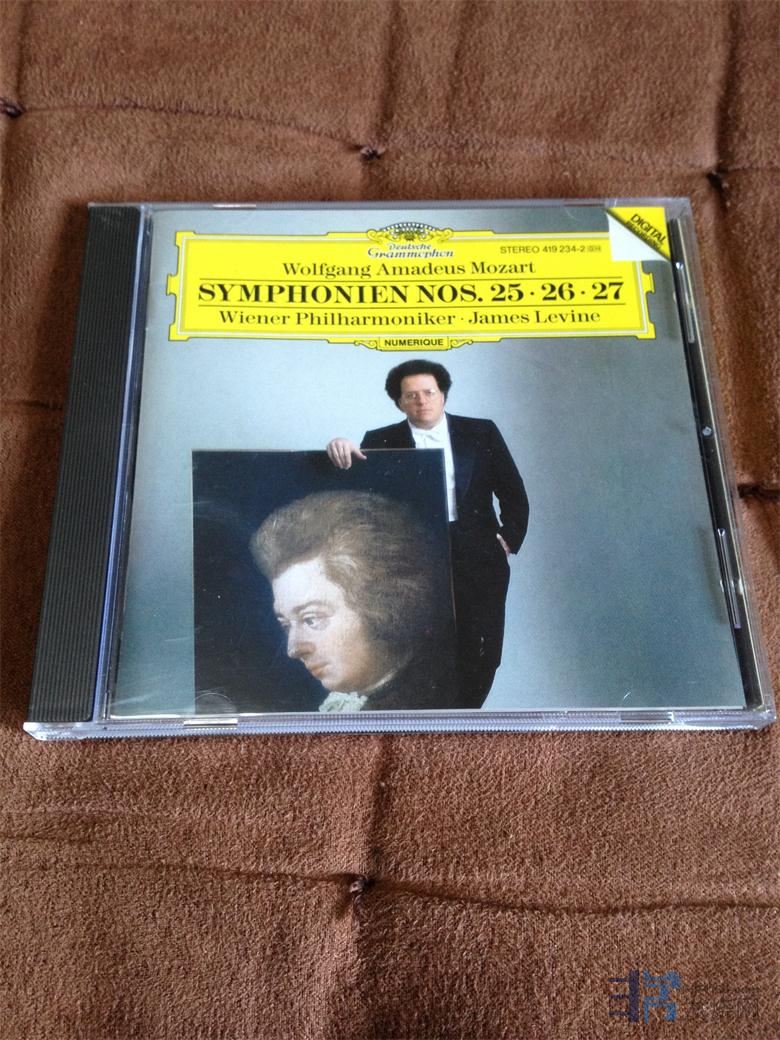 DIGITAL
RECORDING
Deutsche
Grammophon
STEREO 419 234-2
Wolfgang Amadeus Mozart
SYMPHONIEN NOS. 25 · 26 · 27
Wiener Philharmoniker · James Levine
NUMERIQUE